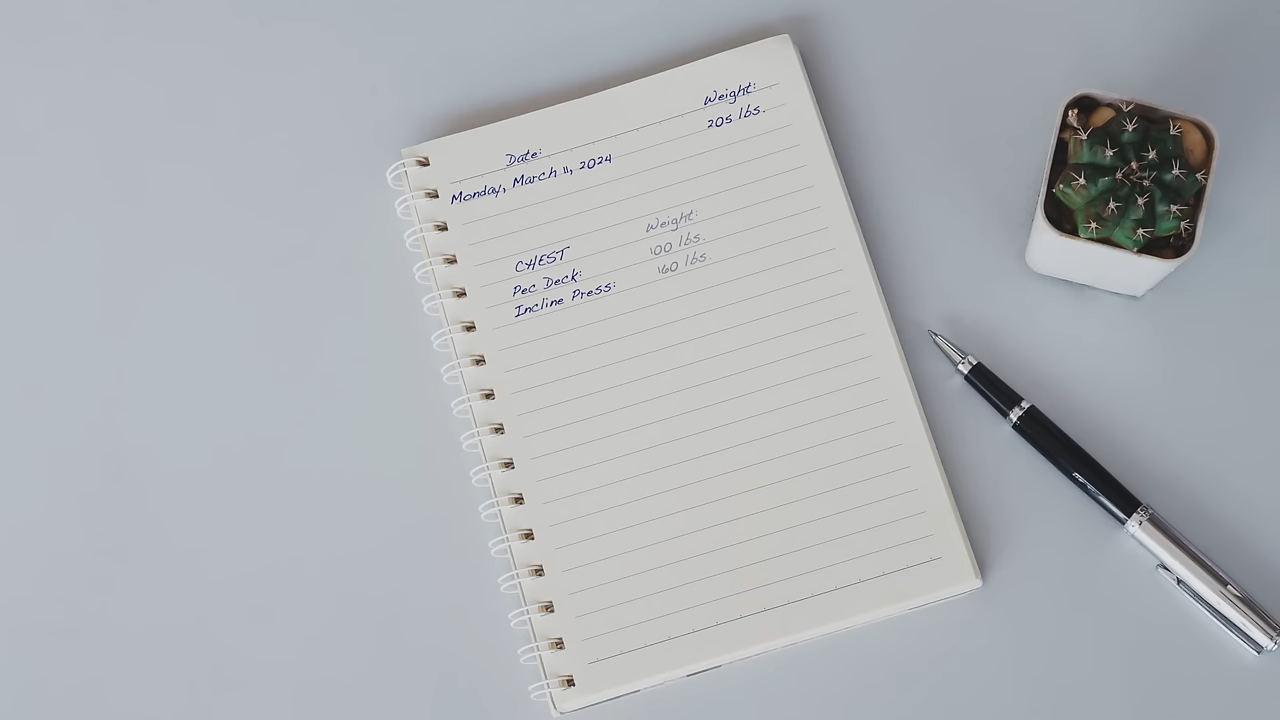 Weight:
205 lbs.
Date:
Monday, March 11, 2024
Weight:
CHEST 100 lbs.
Pec Deck: 160 lbs.
Incline Press: